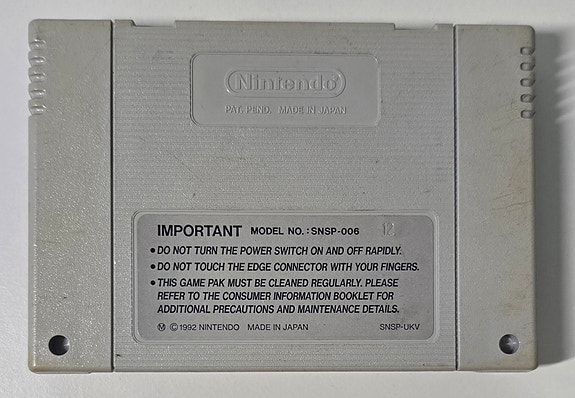 Nintendo
PAT. PEND. MADE IN JAPAN
IMPORTANT MODEL NO.:SNSP-006 12
• DO NOT TURN THE POWER SWITCH ON AND OFF RAPIDLY.
• DO NOT TOUCH THE EDGE CONNECTOR WITH YOUR FINGERS.
• THIS GAME PAK MUST BE CLEANED REGULARLY. PLEASE
REFER TO THE CONSUMER INFORMATION BOOKLET FOR
ADDITIONAL PRECAUTIONS AND MAINTENANCE DETAILS.
Ⓜ ©1992 NINTENDO MADE IN JAPAN SNSP-UKV